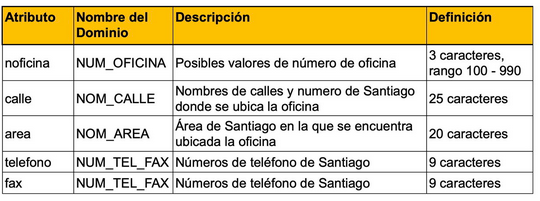 Atributo Nombre del Dominio Descripción Definición
noficina NUM_OFICINA Posibles valores de número de oficina 3 caracteres, rango 100 - 990
calle NOM_CALLE Nombres de calles y numero de Santiago donde se ubica la oficina 25 caracteres
area NOM_AREA Área de Santiago en la que se encuentra ubicada la oficina 20 caracteres
telefono NUM_TEL_FAX Números de teléfono de Santiago 9 caracteres
fax NUM_TEL_FAX Números de teléfono de Santiago 9 caracteres